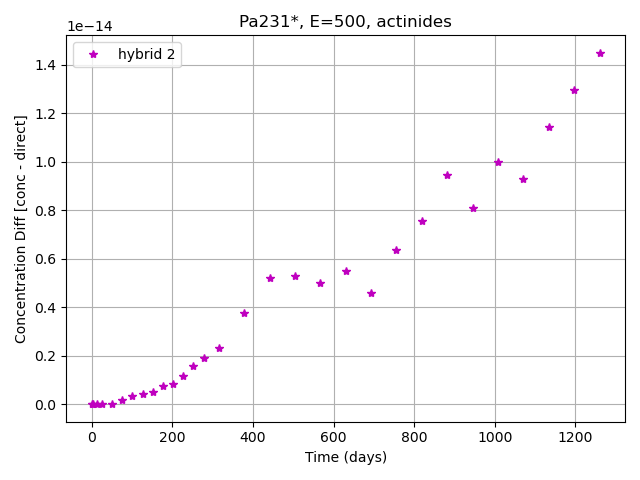 Pa231*, E=500, actinides
1e−14
hybrid 2
1.4
1.2
1.0
0.8
0.6
0.4
0.2
0.0
Concentration Diff [conc - direct]
0 200 400 600 800 1000 1200
Time (days)